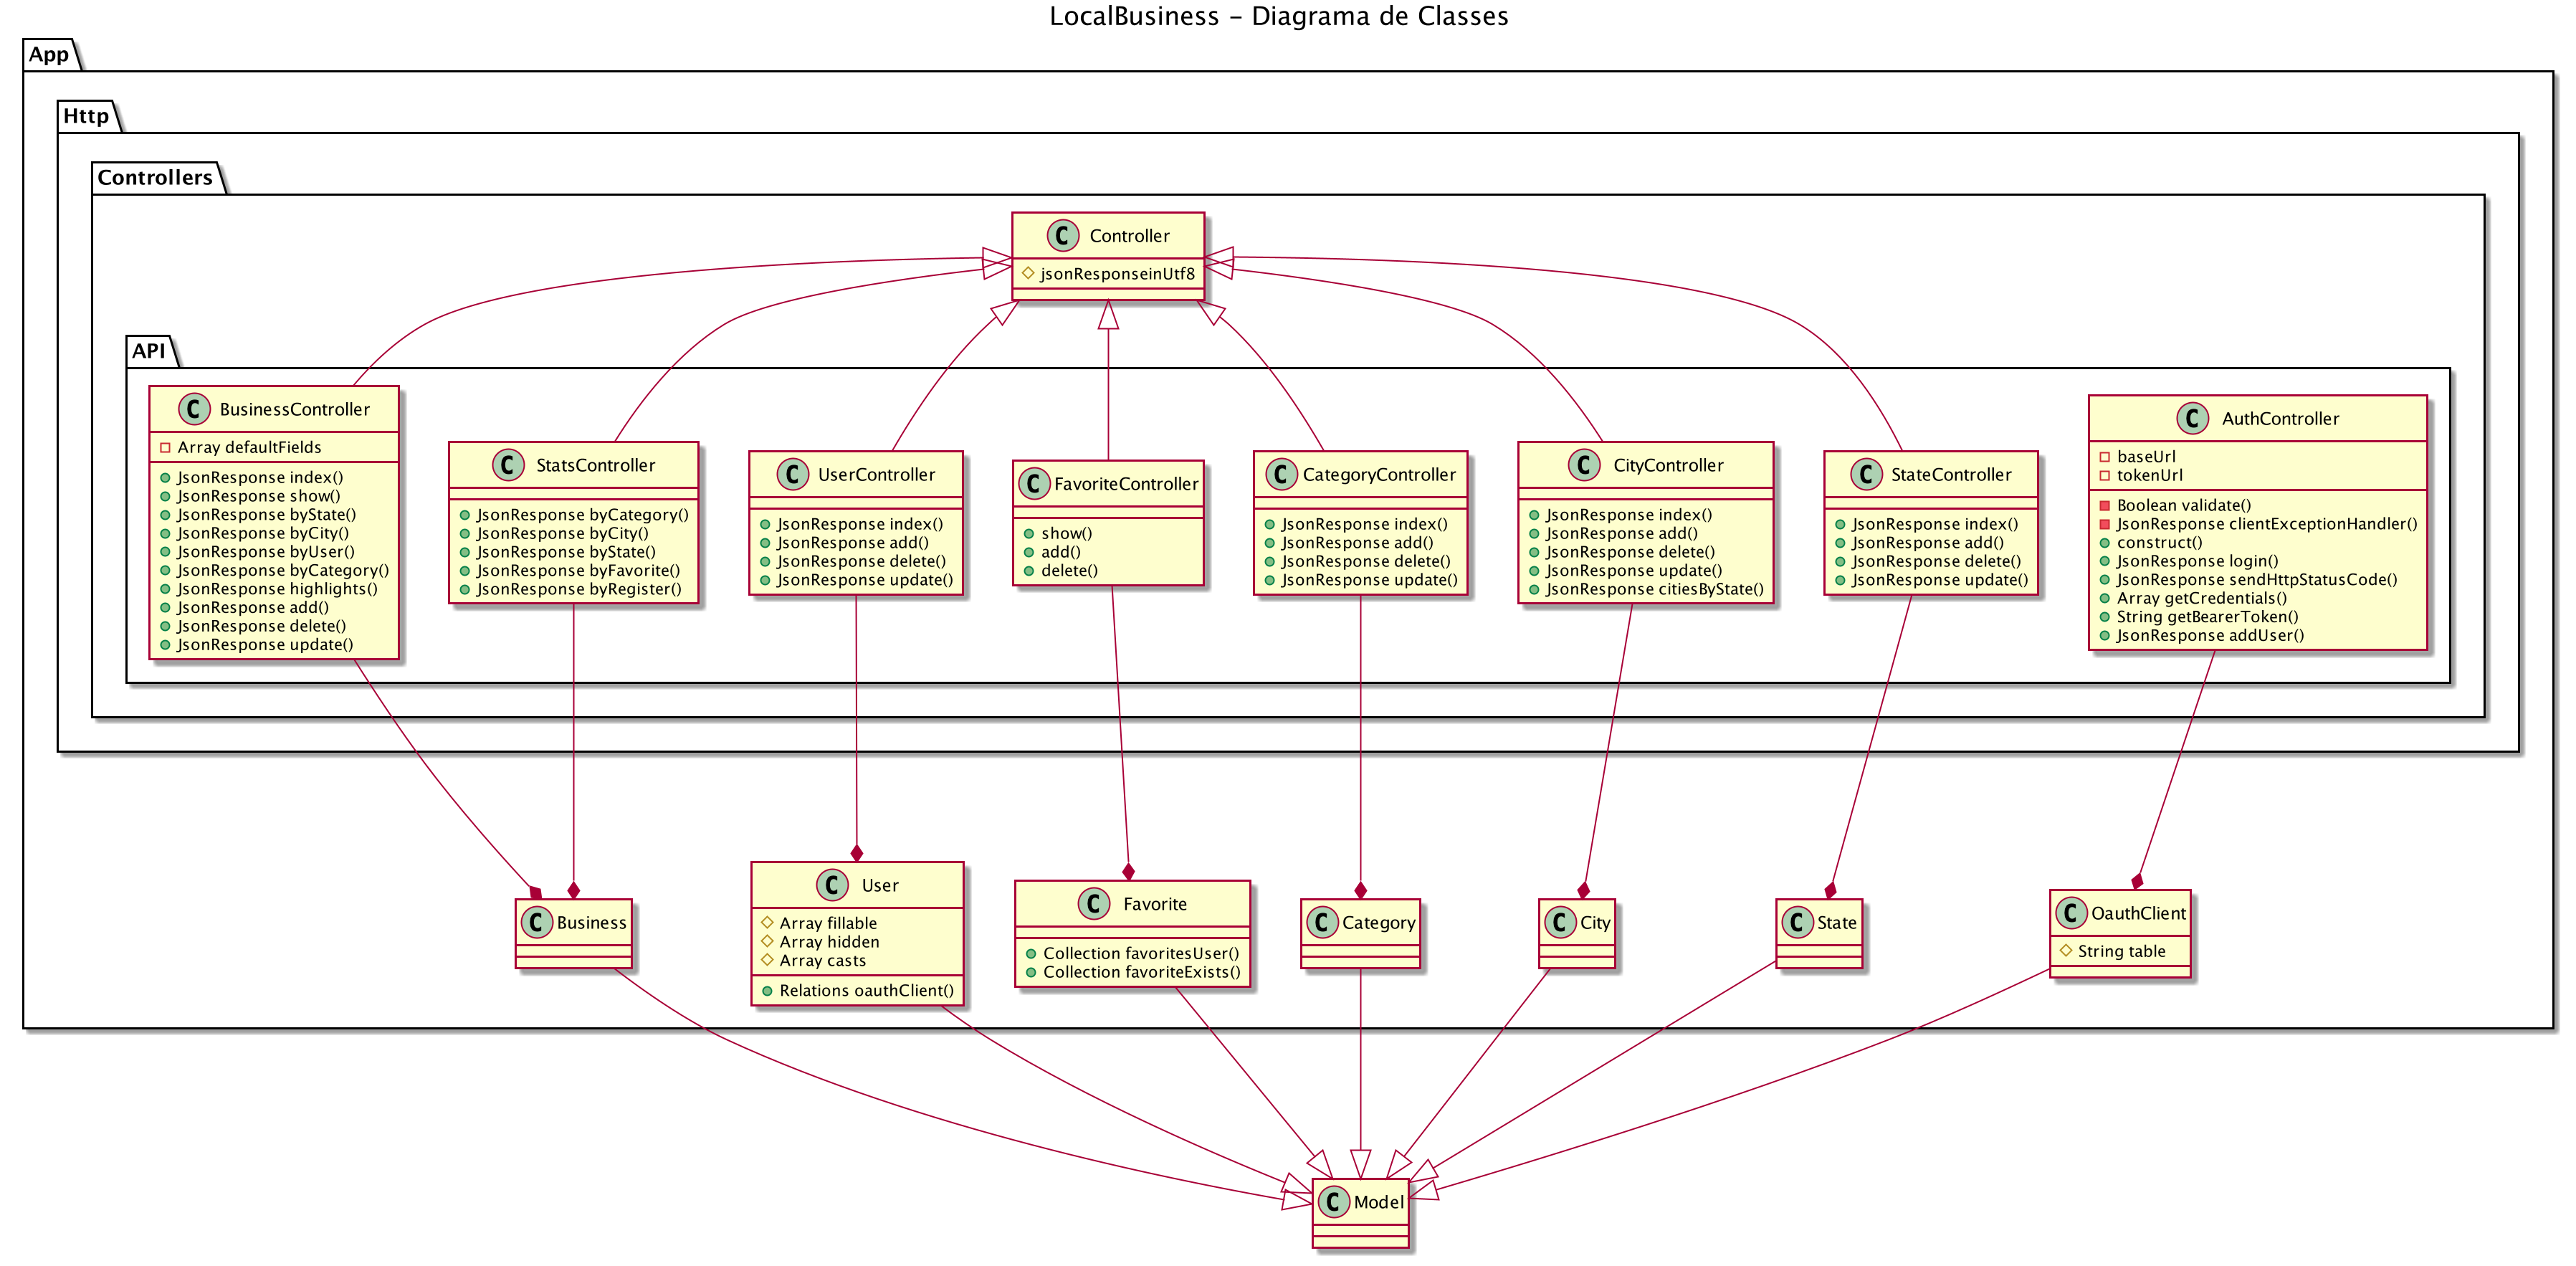 LocalBusiness - Diagrama de Classes
App
Http
Controllers
C Controller
jsonResponseinUtf8
API
C BusinessController
Array defaultFields
JsonResponse index()
JsonResponse show()
JsonResponse byState()
JsonResponse byCity()
JsonResponse byUser()
JsonResponse byCategory()
JsonResponse highlights()
JsonResponse add()
JsonResponse delete()
JsonResponse update()
C StatsController
JsonResponse byCategory()
JsonResponse byCity()
JsonResponse byState()
JsonResponse byFavorite()
JsonResponse byRegister()
C UserController
JsonResponse index()
JsonResponse add()
JsonResponse delete()
JsonResponse update()
C FavoriteController
show()
add()
delete()
C CategoryController
JsonResponse index()
JsonResponse add()
JsonResponse delete()
JsonResponse update()
C CityController
JsonResponse index()
JsonResponse add()
JsonResponse delete()
JsonResponse update()
JsonResponse citiesByState()
C StateController
JsonResponse index()
JsonResponse add()
JsonResponse delete()
JsonResponse update()
C AuthController
baseUrl
tokenUrl
Boolean validate()
JsonResponse clientExceptionHandler()
construct()
JsonResponse login()
JsonResponse sendHttpStatusCode()
Array getCredentials()
String getBearerToken()
JsonResponse addUser()
C Business
C User
Array fillable
Array hidden
Array casts
Relations oauthClient()
C Favorite
Collection favoritesUser()
Collection favoriteExists()
C Category
C City
C State
C OauthClient
String table
C Model